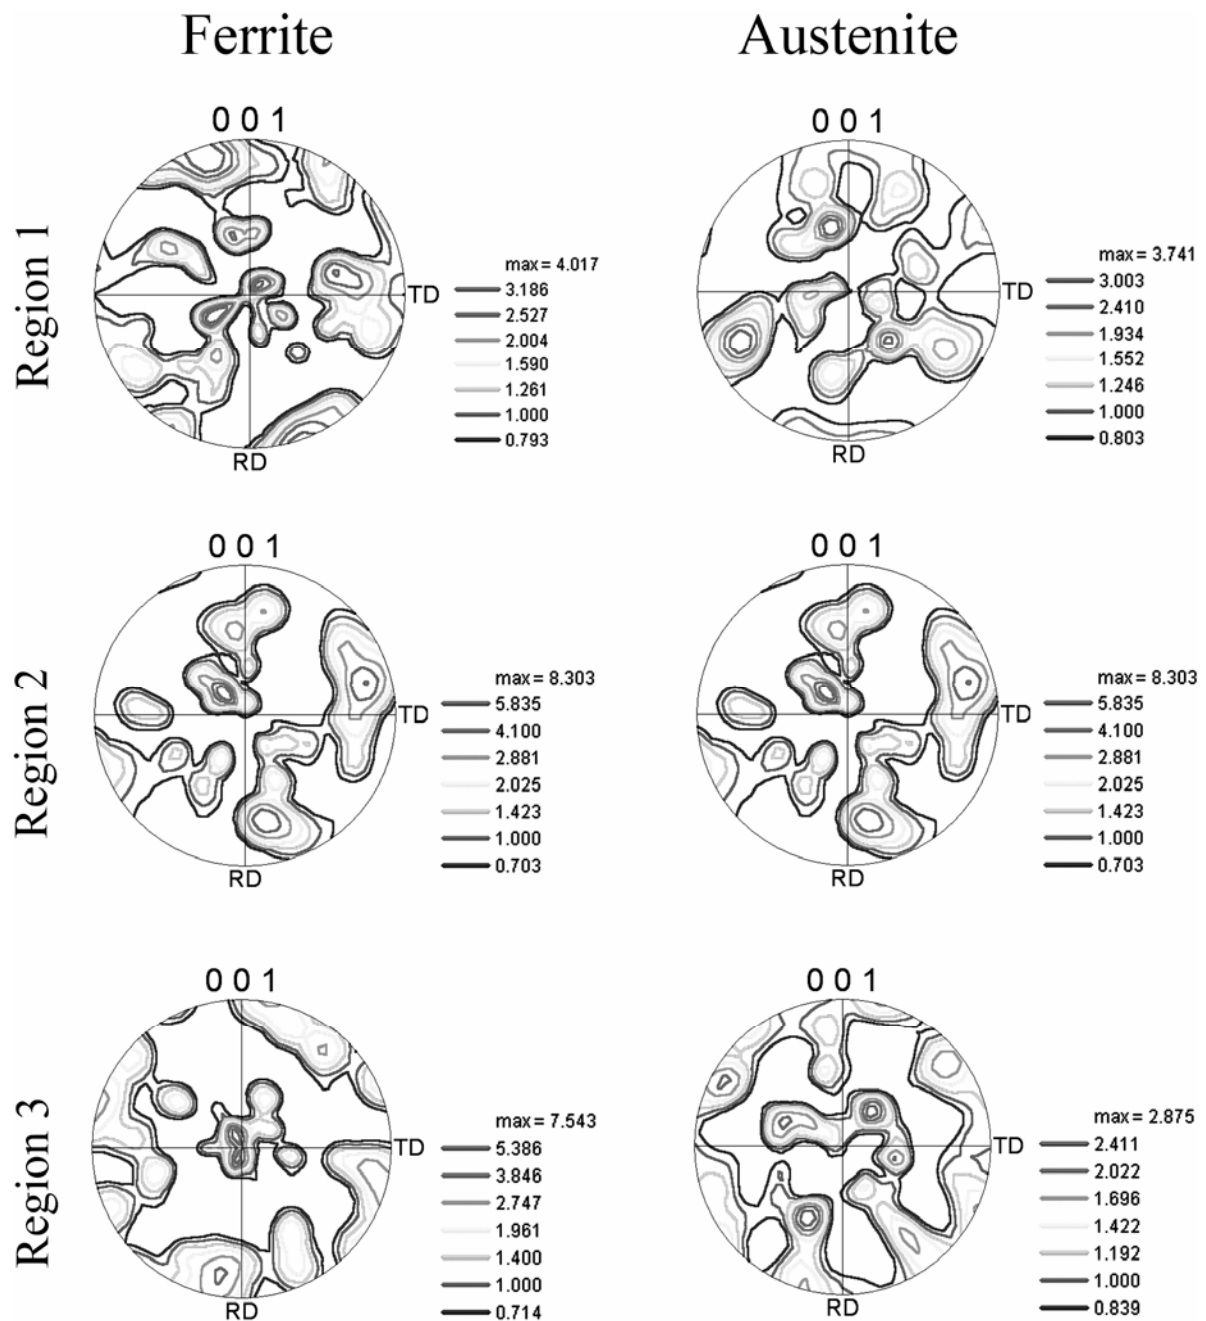 Ferrite
Austenite
Region 1
0 0 1
TD
RD
max = 4.017
3.186
2.527
2.004
1.590
1.261
1.000
0.793
0 0 1
TD
RD
max = 3.741
3.003
2.410
1.934
1.552
1.246
1.000
0.803
Region 2
0 0 1
TD
RD
max = 8.303
5.835
4.100
2.881
2.025
1.423
1.000
0.703
0 0 1
TD
RD
max = 8.303
5.835
4.100
2.881
2.025
1.423
1.000
0.703
Region 3
0 0 1
TD
RD
max = 7.543
5.386
3.846
2.747
1.961
1.400
1.000
0.714
0 0 1
TD
RD
max = 2.875
2.411
2.022
1.696
1.422
1.192
1.000
0.839